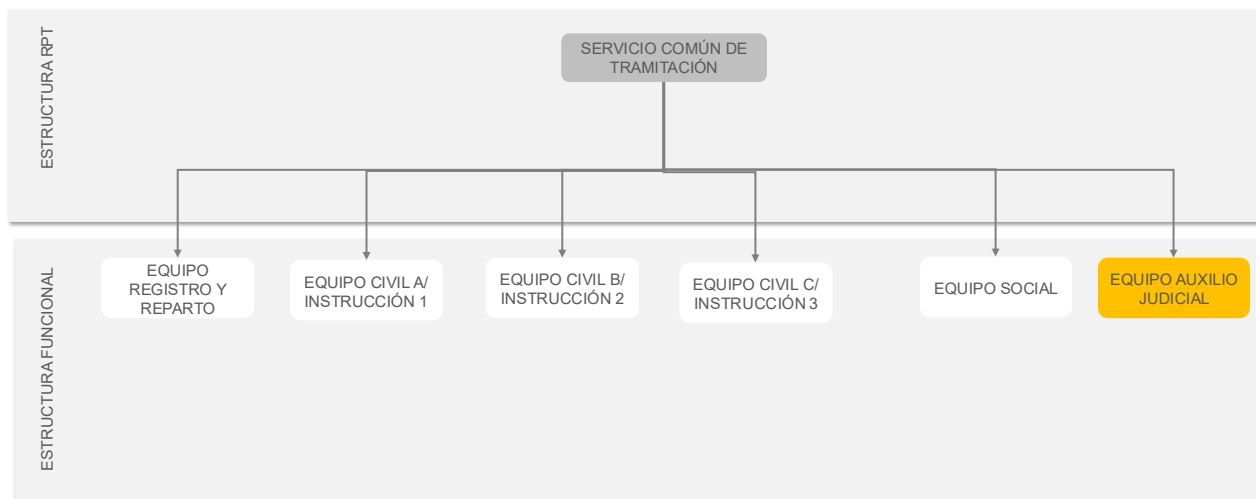 ESTRUCTURA RPT
SERVICIO COMÚN DE
TRAMITACIÓN
ESTRUCTURA FUNCIONAL
EQUIPO
REGISTRO Y
REPARTO
EQUIPO CIVIL A/
INSTRUCCIÓN 1
EQUIPO CIVIL B/
INSTRUCCIÓN 2
EQUIPO CIVIL C/
INSTRUCCIÓN 3
EQUIPO SOCIAL
EQUIPO AUXILIO
JUDICIAL